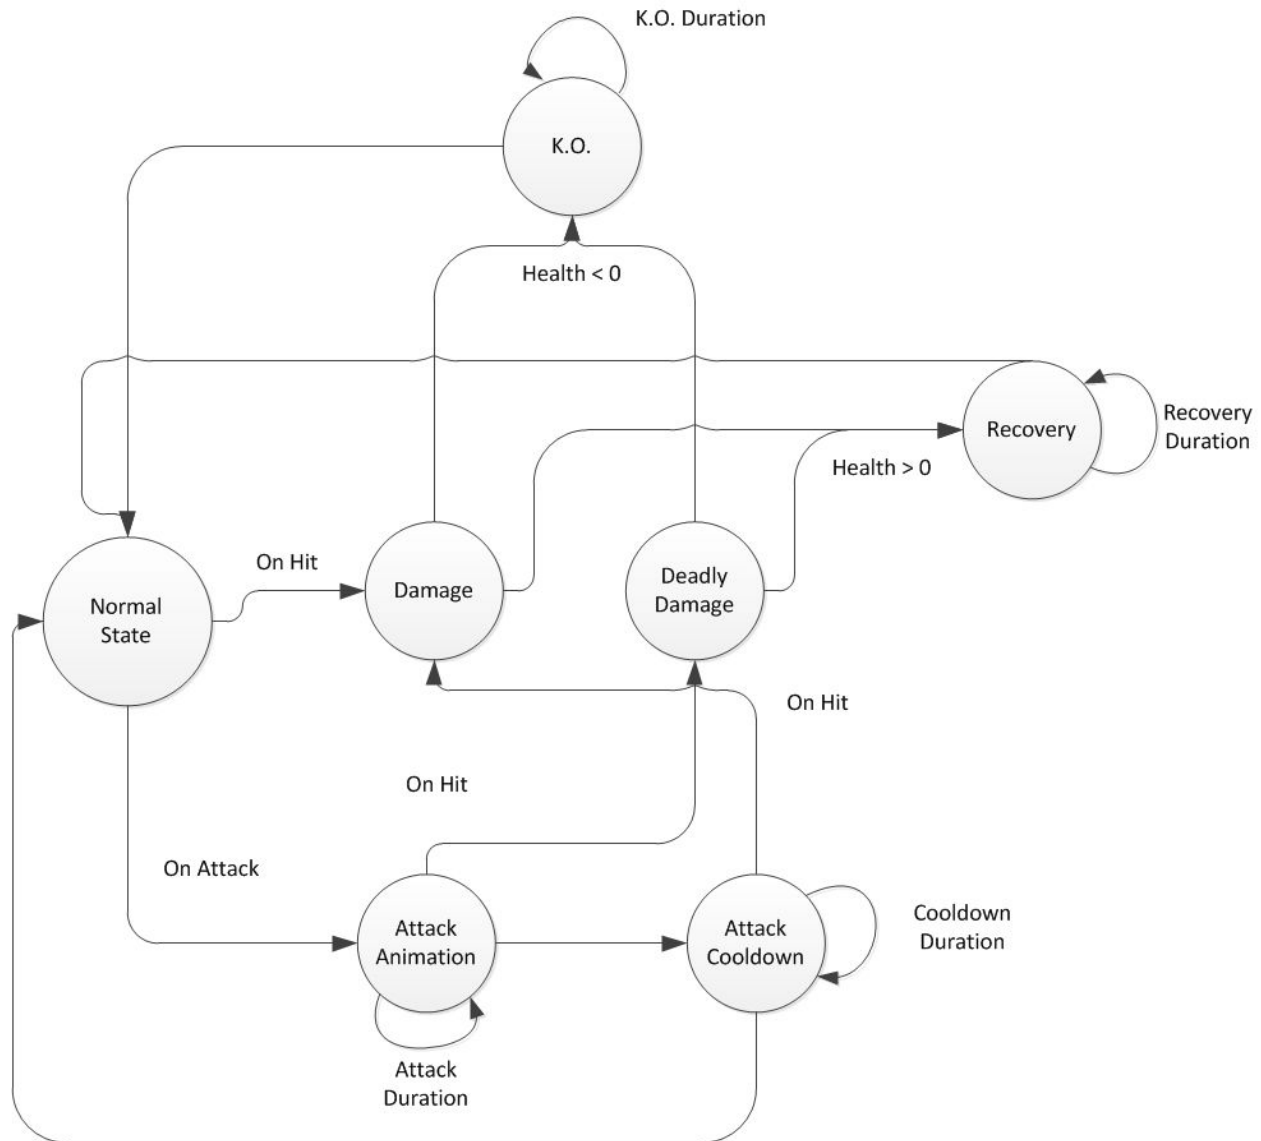 K.O. Duration
K.O.
Health < 0
Recovery
Recovery
Duration
Health > 0
On Hit
Damage
Deadly
Damage
Normal
State
On Hit
On Hit
On Attack
Attack
Animation
Attack
Cooldown
Cooldown
Duration
Attack
Duration